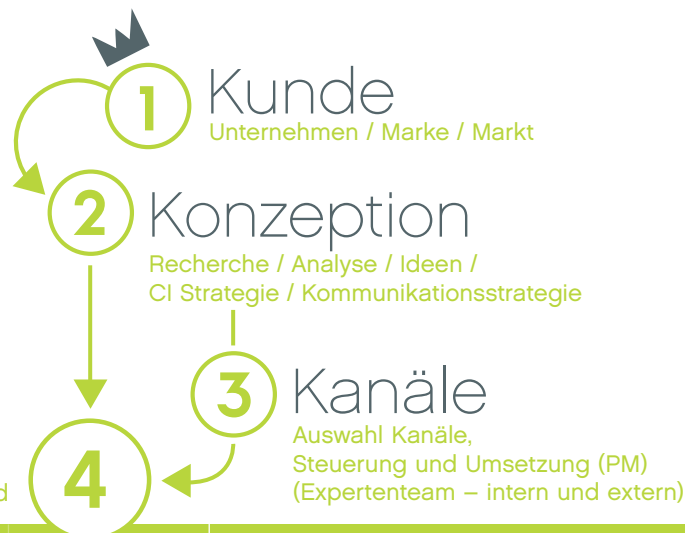 1
Kunde
Unternehmen / Marke / Markt
2
Konzeption
Recherche / Analyse / Ideen /
CI Strategie / Kommunikationsstrategie
3
Kanäle
Auswahl Kanäle,
Steuerung und Umsetzung (PM)
(Expertenteam – intern und extern)
4